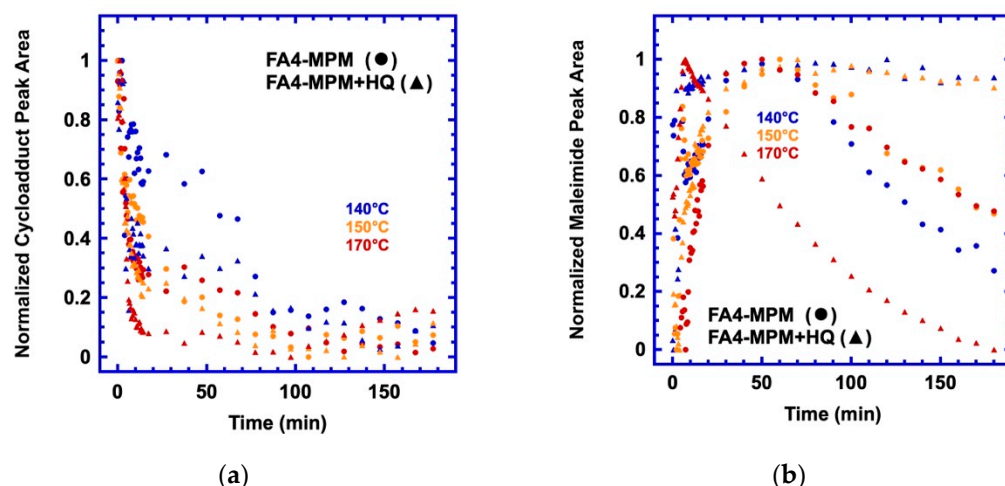 Normalized Cycloadduct Peak Area
1
0.8
0.6
0.4
0.2
0
FA4-MPM (●)
FA4-MPM+HQ (▲)
140°C
150°C
170°C
0 50 100 150
Time (min)
(a)
Normalized Maleimide Peak Area
1
0.8
0.6
0.4
0.2
0
140°C
150°C
170°C
FA4-MPM (●)
FA4-MPM+HQ (▲)
0 50 100 150
Time (min)
(b)